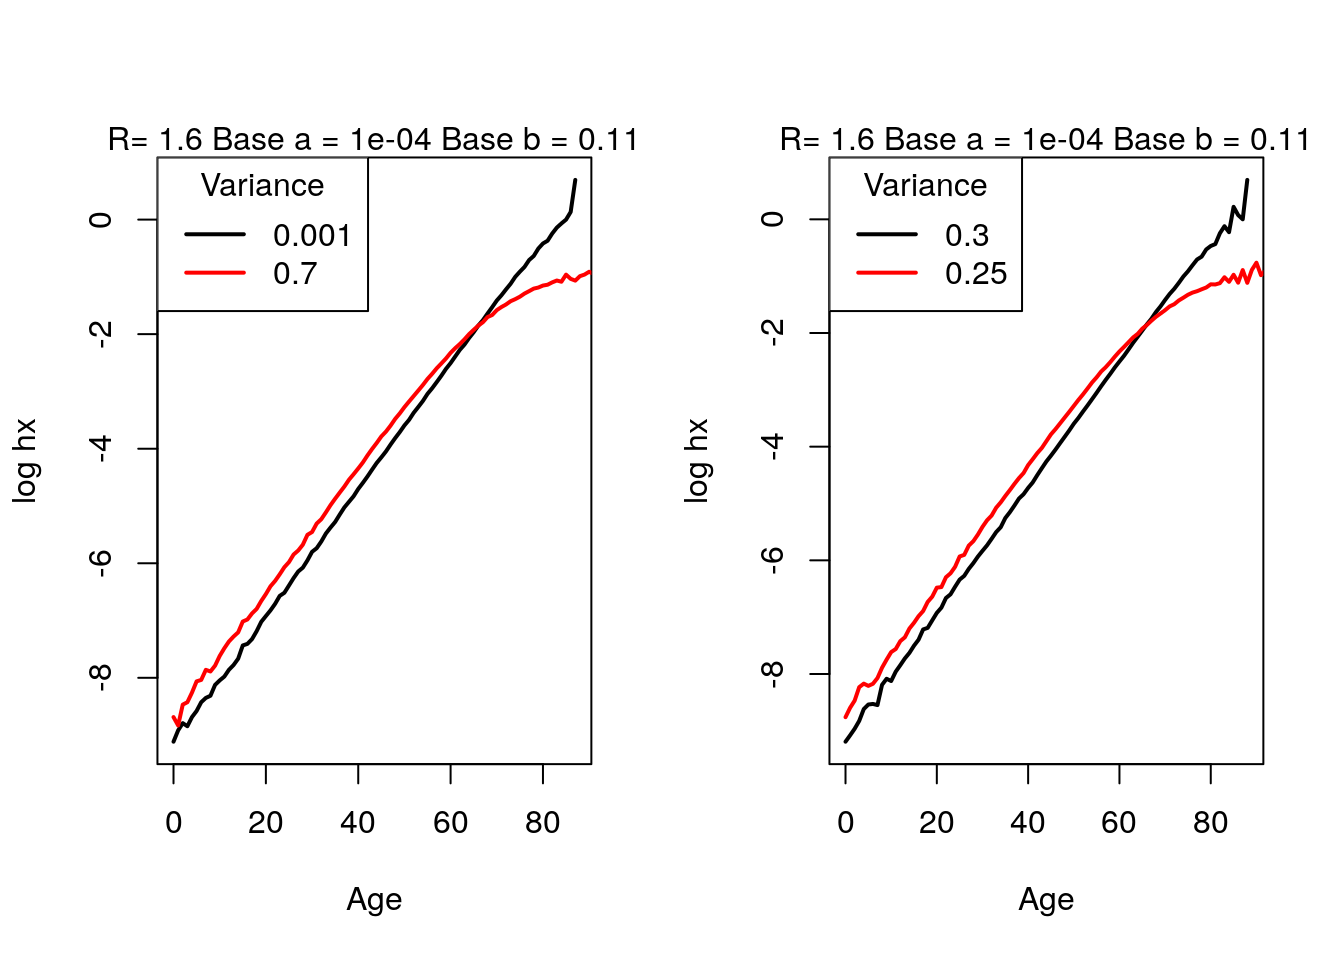 R= 1.6 Base a = 1e-04 Base b = 0.11
Variance
0.001
0.7
log hx
0
-2
-4
-6
-8
0 20 40 60 80
Age
R= 1.6 Base a = 1e-04 Base b = 0.11
Variance
0.3
0.25
log hx
0
-2
-4
-6
-8
0 20 40 60 80
Age